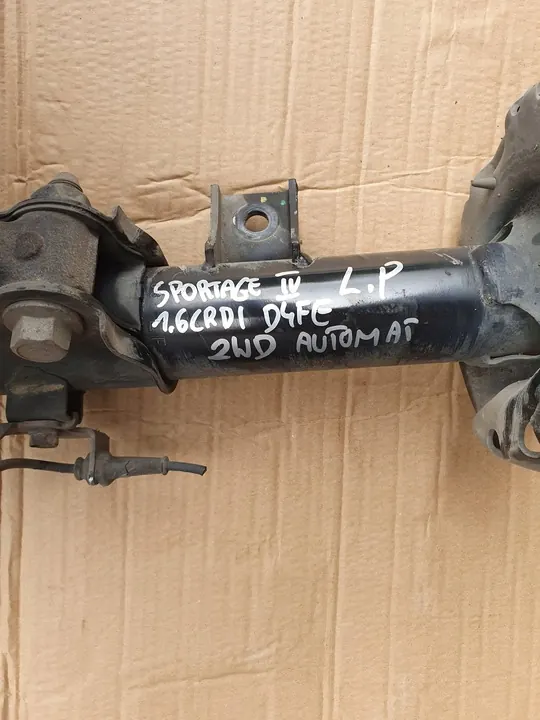 SPORTAGE IV L.P
1.6CRDI D4FE
2WD AUTOMAT